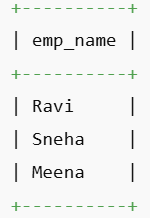 +----------+
| emp_name |
+----------+
| Ravi     |
| Sneha    |
| Meena    |
+----------+